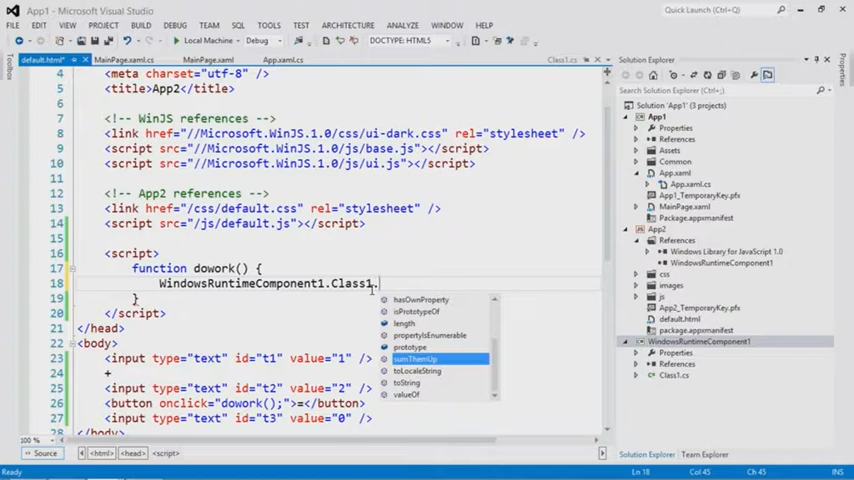 App1 - Microsoft Visual Studio
Quick Launch (Ctrl+Q)
FILE EDIT VIEW PROJECT BUILD DEBUG TEAM SQL TOOLS TEST ARCHITECTURE ANALYZE WINDOW HELP
Local Machine Debug DOCTYPE: HTML5
default.html* MainPage.xaml.cs MainPage.xaml App.xaml.cs Class1.cs
Toolbox
Properties
4 <meta charset="utf-8" />
5 <title>App2</title>
6
7 <!-- WinJS references -->
8 <link href="//Microsoft.WinJS.1.0/css/ui-dark.css" rel="stylesheet" />
9 <script src="//Microsoft.WinJS.1.0/js/base.js"></script>
10 <script src="//Microsoft.WinJS.1.0/js/ui.js"></script>
11
12 <!-- App2 references -->
13 <link href="/css/default.css" rel="stylesheet" />
14 <script src="/js/default.js"></script>
15
16 <script>
17 function dowork() {
18 WindowsRuntimeComponent1.Class1.
19 }
20 </script>
21 </head>
22 <body>
23 <input type="text" id="t1" value="1" />
24 +
25 <input type="text" id="t2" value="2" />
26 <button onclick="dowork();">=</button>
27 <input type="text" id="t3" value="0" />
28 </body>
hasOwnProperty
isPrototypeOf
length
propertyIsEnumerable
prototype
sumThemUp
toLocaleString
toString
valueOf
100 %
Source <html> <head> <script>
Solution Explorer
Search Solution Explorer (Ctrl+;)
Solution 'App1' (3 projects)
App1
Properties
References
Assets
Common
App.xaml
App.xaml.cs
App1_TemporaryKey.pfx
MainPage.xaml
Package.appxmanifest
App2
References
Windows Library for JavaScript 1.0
WindowsRuntimeComponent1
css
images
js
App2_TemporaryKey.pfx
default.html
package.appxmanifest
WindowsRuntimeComponent1
Properties
References
Class1.cs
Solution Explorer Team Explorer
Ready Ln 18 Col 45 Ch 45 INS